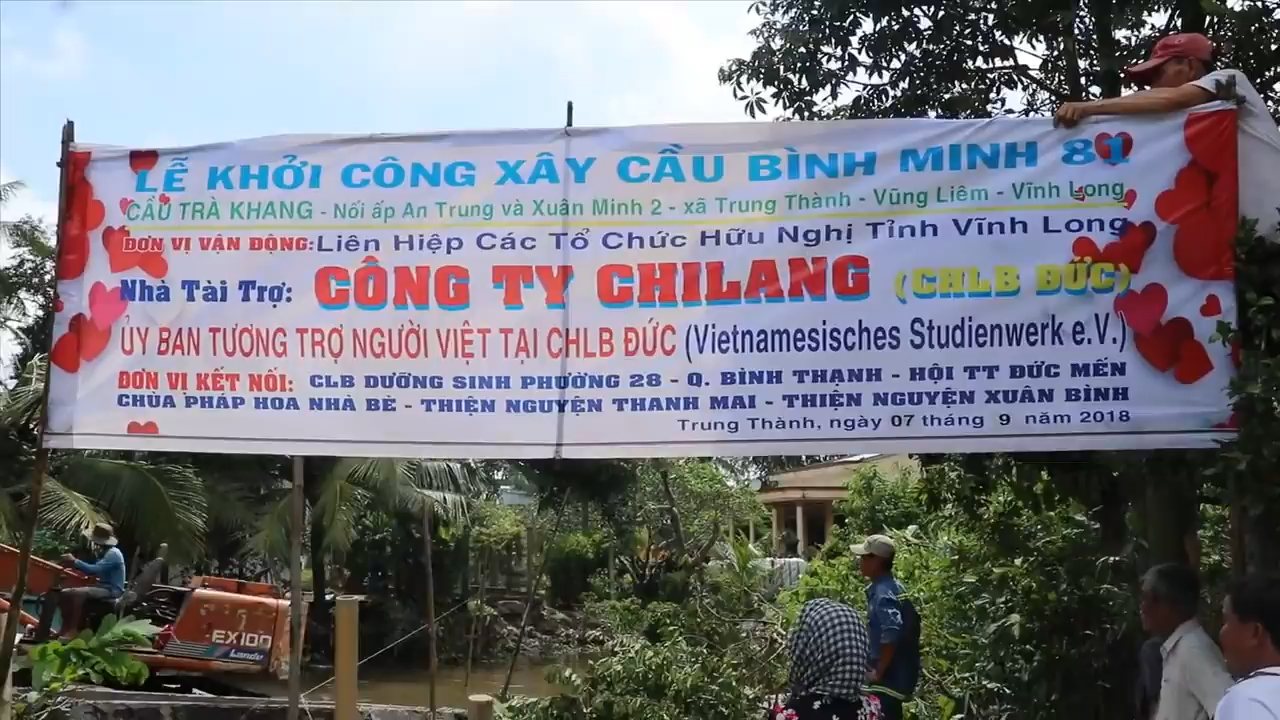 LỄ KHỞI CÔNG XÂY CẦU BÌNH MINH 81
CẦU TRÀ KHANG - Nối ấp An Trung và Xuân Minh 2 - xã Trung Thành - Vũng Liêm - Vĩnh Long
ĐƠN VỊ VẬN ĐỘNG: Liên Hiệp Các Tổ Chức Hữu Nghị Tỉnh Vĩnh Long
Nhà Tài Trợ: CÔNG TY CHILANG (CHLB ĐỨC)
ỦY BAN TƯƠNG TRỢ NGƯỜI VIỆT TẠI CHLB ĐỨC (Vietnamesisches Studienwerk e.V.)
ĐƠN VỊ KẾT NỐI: CLB DƯỠNG SINH PHƯỜNG 28 - Q. BÌNH THẠNH - HỘI TT ĐỨC MẾN
CHÙA PHÁP HOA NHÀ BÈ - THIỆN NGUYỆN THANH MAI - THIỆN NGUYỆN XUÂN BÌNH
Trung Thành, ngày 07 tháng 9 năm 2018
EX100
Landy